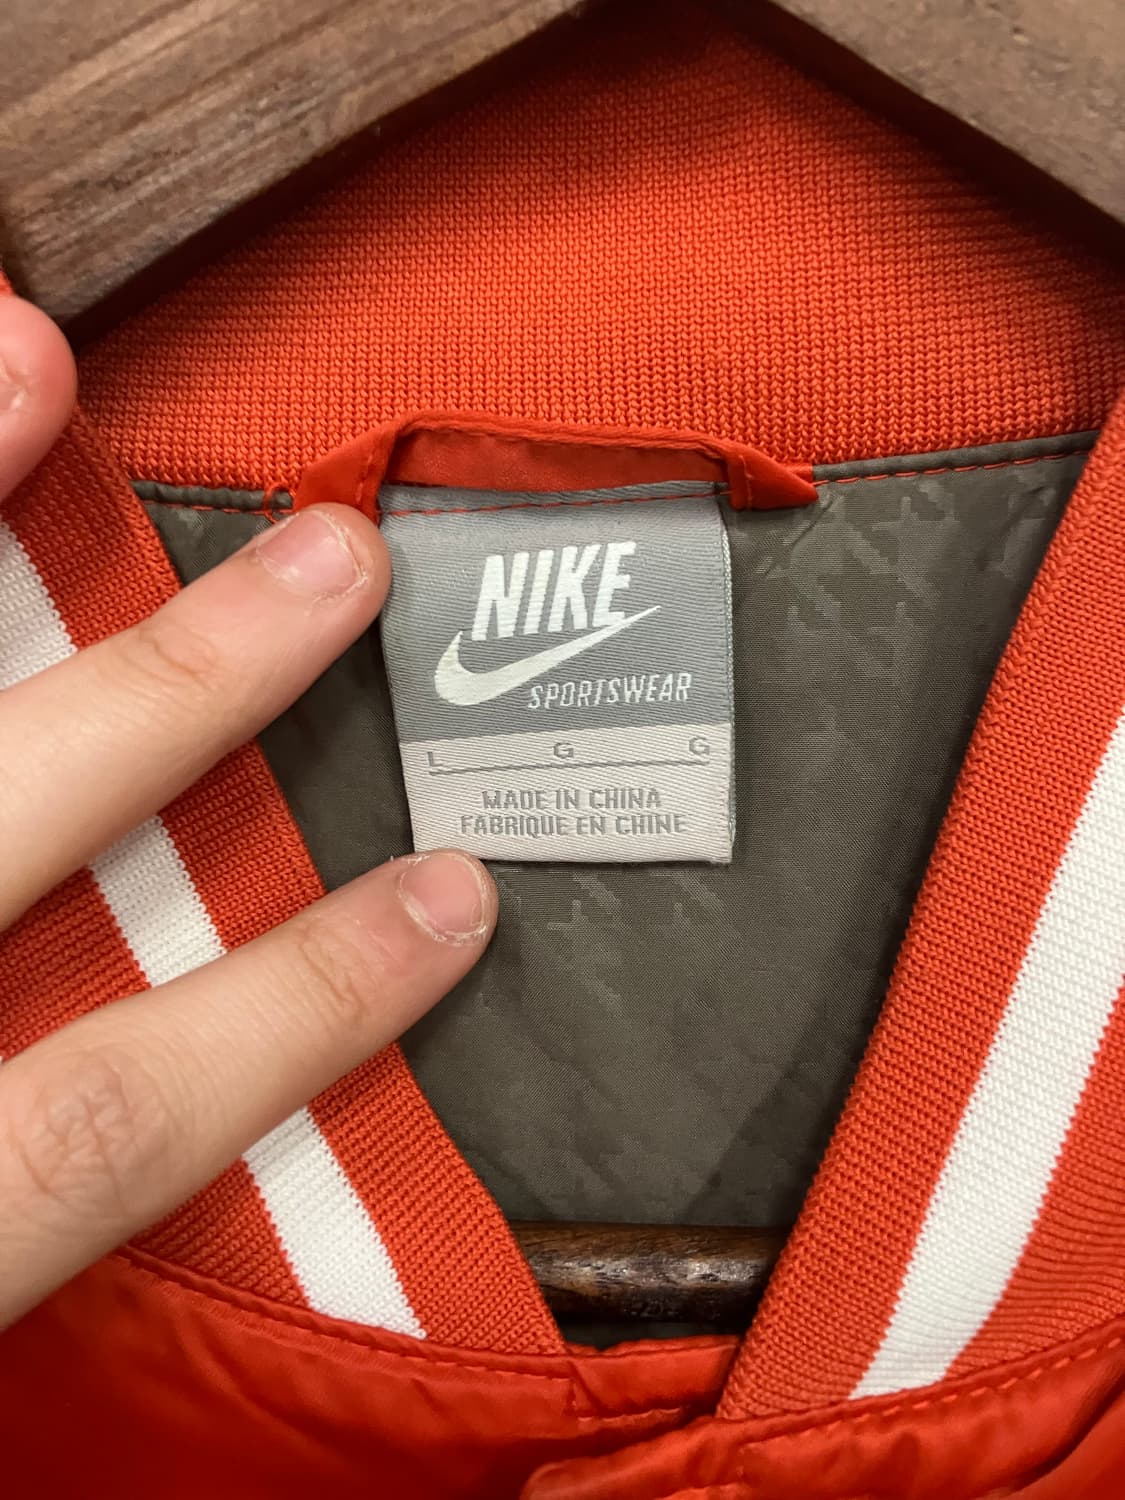 NIKE
SPORTSWEAR
L G G
MADE IN CHINA
FABRIQUE EN CHINE